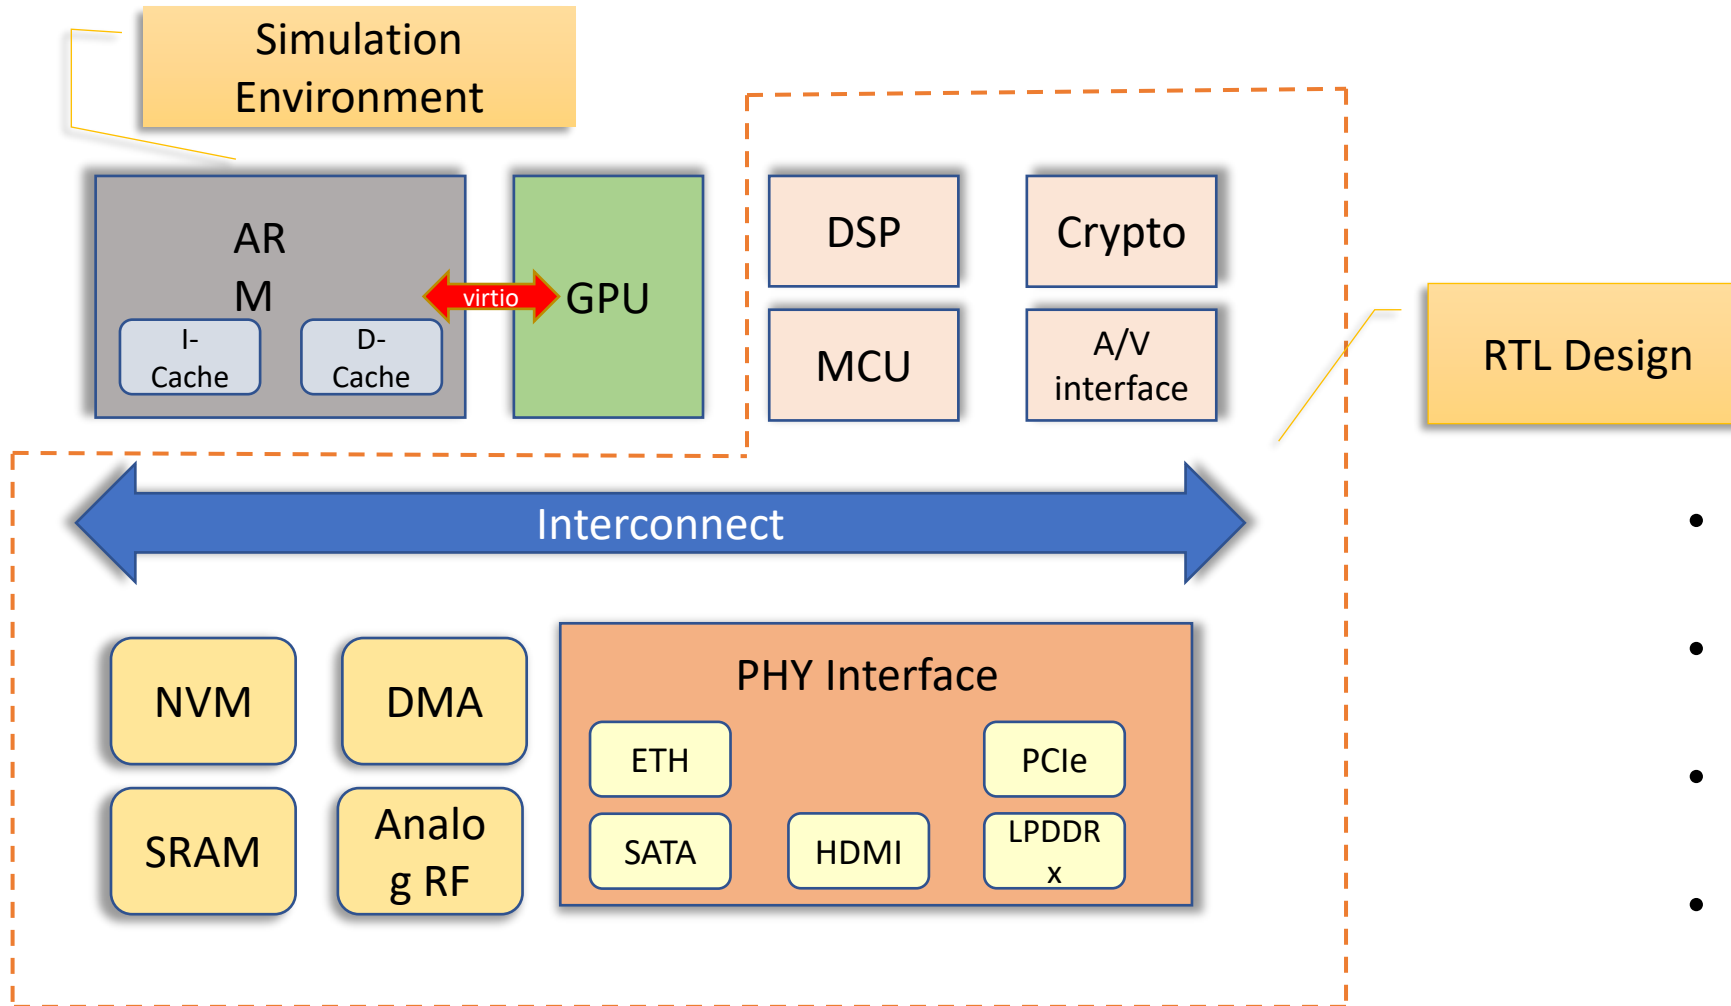 Simulation
Environment
AR
M
I-
Cache
D-
Cache
virtio
GPU
DSP
Crypto
MCU
A/V
interface
RTL Design
Interconnect
NVM
DMA
SRAM
Analo
g RF
PHY Interface
ETH
PCIe
SATA
HDMI
LPDDR
x
•
•
•
•